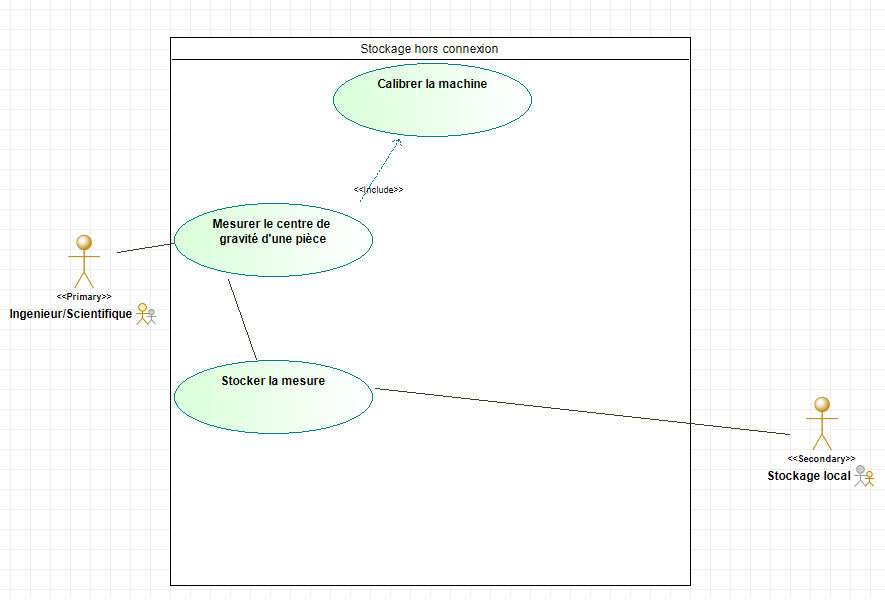 Stockage hors connexion
Calibrer la machine
<<Include>>
Mesurer le centre de
gravité d'une pièce
<<Primary>>
Ingenieur/Scientifique
Stocker la mesure
<<Secondary>>
Stockage local